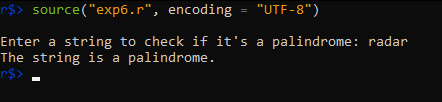 r$> source("exp6.r", encoding = "UTF-8")
Enter a string to check if it's a palindrome: radar
The string is a palindrome.
r$>